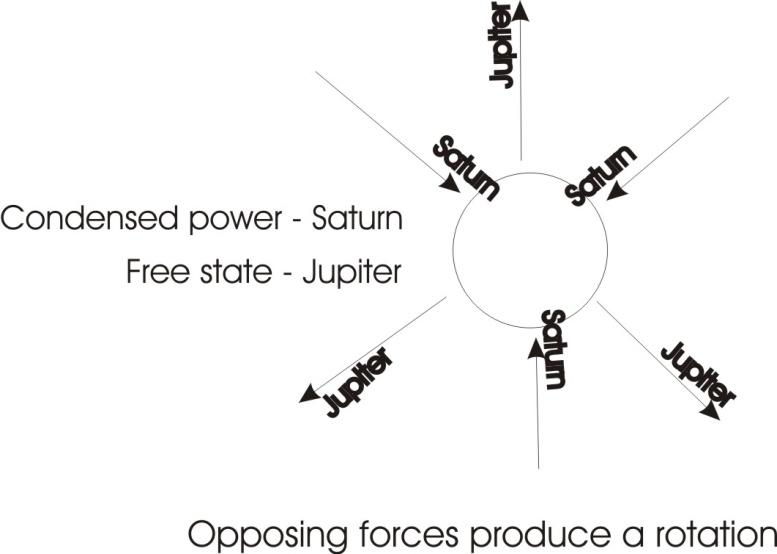 Jupiter
Saturn
Saturn
Condensed power - Saturn
Free state - Jupiter
Saturn
Jupiter
Jupiter
Opposing forces produce a rotation